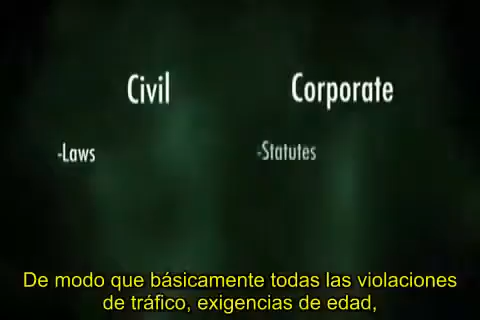 Civil
Corporate
-Laws
-Statutes
De modo que básicamente todas las violaciones
de tráfico, exigencias de edad,